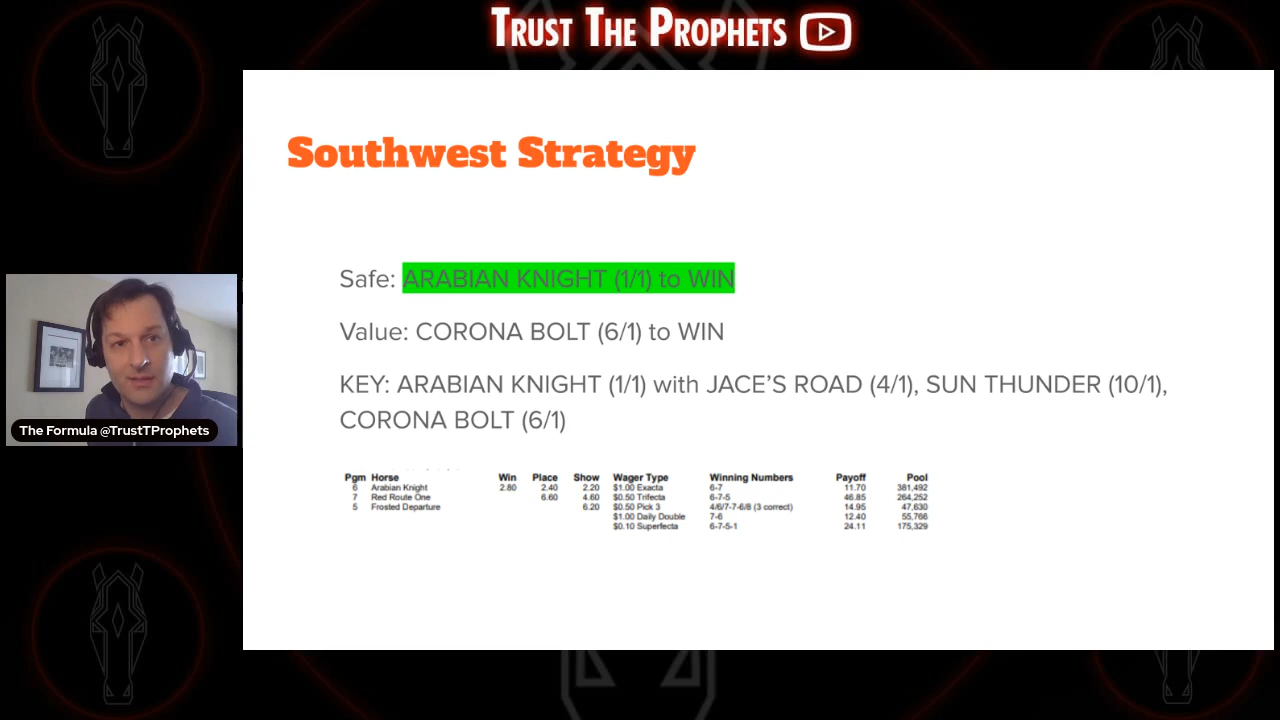 TRUST THE PROPHETS
Southwest Strategy
Safe: ARABIAN KNIGHT (1/1) to WIN
Value: CORONA BOLT (6/1) to WIN
KEY: ARABIAN KNIGHT (1/1) with JACE’S ROAD (4/1), SUN THUNDER (10/1),
CORONA BOLT (6/1)
The Formula @TrustTProphets
Pgm Horse Win Place Show Wager Type Winning Numbers Payoff Pool
6 Arabian Knight 2.80 2.40 2.20 $1.00 Exacta 6-7 11.70 381,492
7 Red Route One 6.60 4.60 $0.50 Trifecta 6-7-5 46.85 264,252
5 Frosted Departure 6.20 $0.50 Pick 3 4/6/7-7-6/8 (3 correct) 14.95 47,630
$1.00 Daily Double 7-6 12.40 55,766
$0.10 Superfecta 6-7-5-1 24.11 175,329